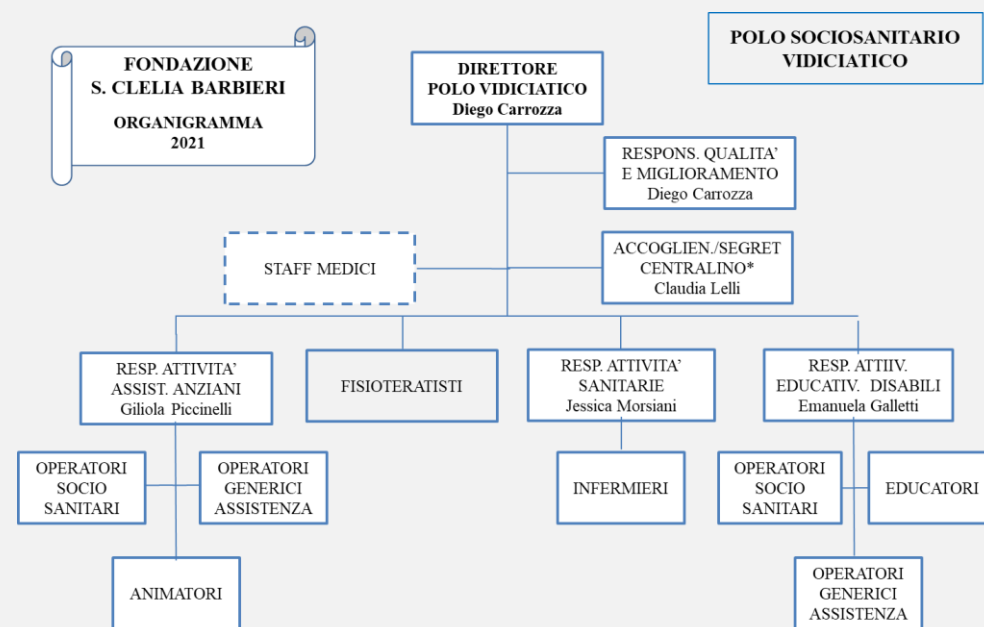 FONDAZIONE
S. CLELIA BARBIERI
ORGANIGRAMMA
2021
POLO SOCIOSANITARIO
VIDICIATICO
DIRETTORE
POLO VIDICIATICO
Diego Carrozza
RESPONS. QUALITA’
E MIGLIORAMENTO
Diego Carrozza
STAFF MEDICI
ACCOGLIEN./SEGRET
CENTRALINO*
Claudia Lelli
RESP. ATTIVITA’
ASSIST. ANZIANI
Giliola Piccinelli
FISIOTERATISTI
RESP. ATTIVITA’
SANITARIE
Jessica Morsiani
RESP. ATTIIV.
EDUCATIV. DISABILI
Emanuela Galletti
OPERATORI
SOCIO
SANITARI
OPERATORI
GENERICI
ASSISTENZA
INFERMIERI
OPERATORI
SOCIO
SANITARI
EDUCATORI
ANIMATORI
OPERATORI
GENERICI
ASSISTENZA